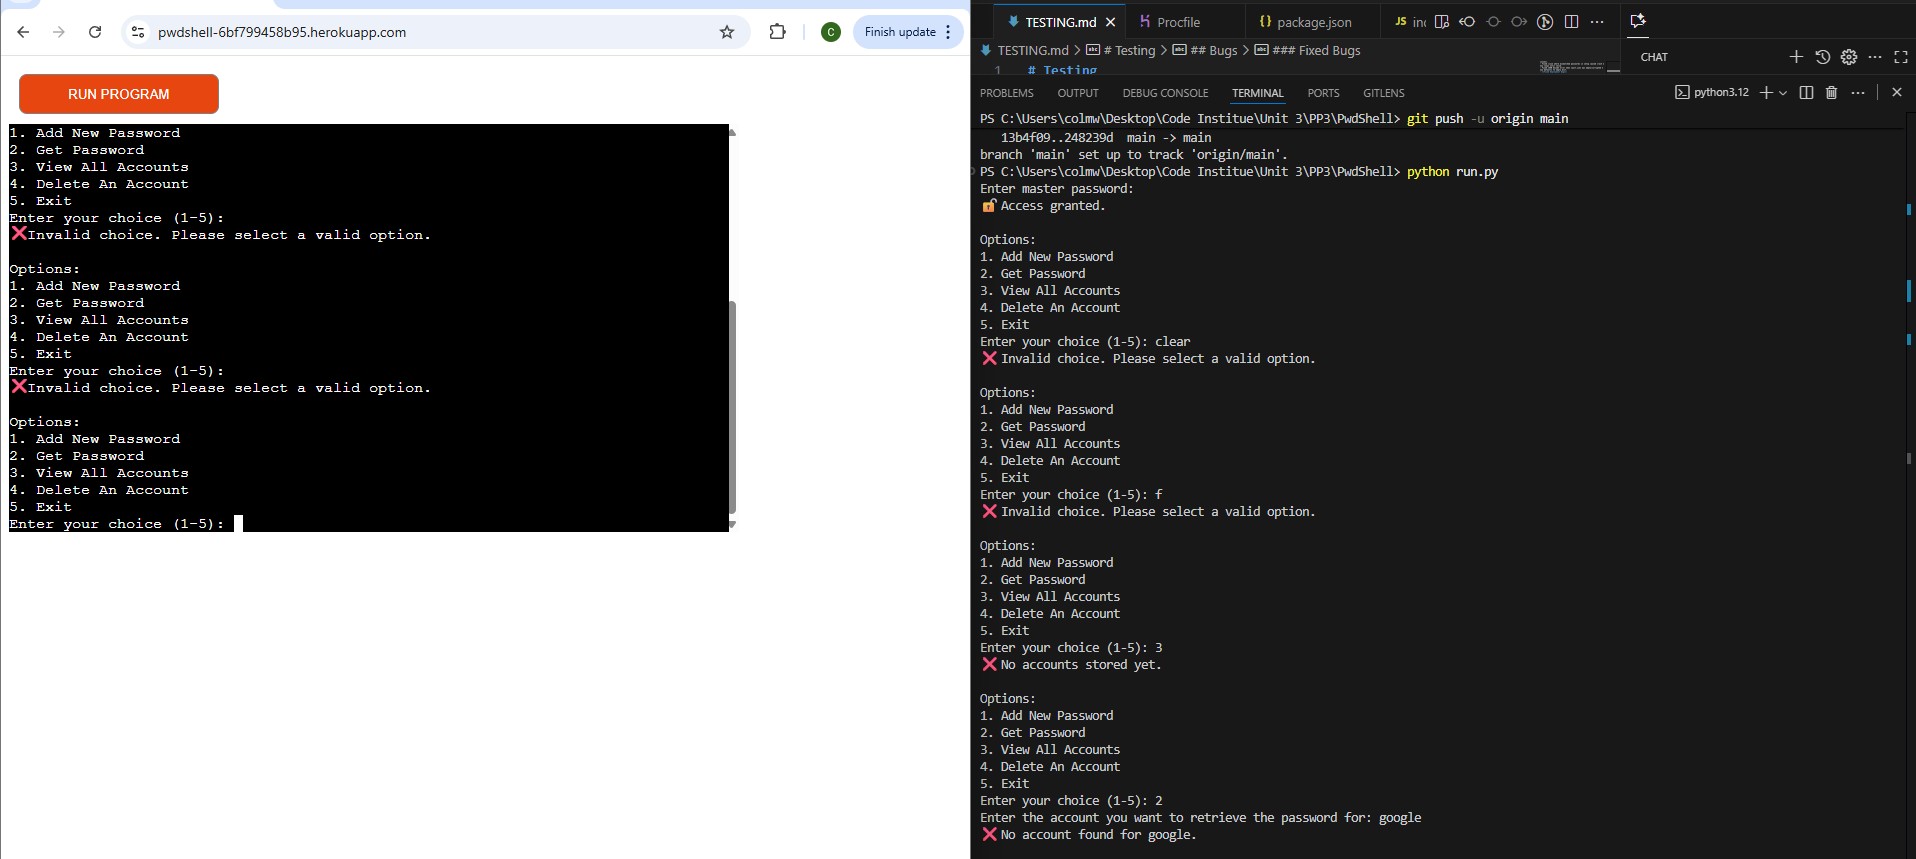 pwdshell-6bf799458b95.herokuapp.com
C
Finish update
RUN PROGRAM
1. Add New Password
2. Get Password
3. View All Accounts
4. Delete An Account
5. Exit
Enter your choice (1-5):
❌Invalid choice. Please select a valid option.
Options:
1. Add New Password
2. Get Password
3. View All Accounts
4. Delete An Account
5. Exit
Enter your choice (1-5):
❌Invalid choice. Please select a valid option.
Options:
1. Add New Password
2. Get Password
3. View All Accounts
4. Delete An Account
5. Exit
Enter your choice (1-5):
TESTING.md
Procfile
{} package.json
JS in
TESTING.md > abc # Testing > abc ## Bugs > abc ### Fixed Bugs
CHAT
1 # Testing
PROBLEMS OUTPUT DEBUG CONSOLE TERMINAL PORTS GITLENS
python3.12
PS C:\Users\colmw\Desktop\Code Institue\Unit 3\PP3\PwdShell> git push -u origin main
13b4f09..248239d  main -> main
branch 'main' set up to track 'origin/main'.
PS C:\Users\colmw\Desktop\Code Institue\Unit 3\PP3\PwdShell> python run.py
Enter master password:
🔓 Access granted.
Options:
1. Add New Password
2. Get Password
3. View All Accounts
4. Delete An Account
5. Exit
Enter your choice (1-5): clear
❌ Invalid choice. Please select a valid option.
Options:
1. Add New Password
2. Get Password
3. View All Accounts
4. Delete An Account
5. Exit
Enter your choice (1-5): f
❌ Invalid choice. Please select a valid option.
Options:
1. Add New Password
2. Get Password
3. View All Accounts
4. Delete An Account
5. Exit
Enter your choice (1-5): 3
❌ No accounts stored yet.
Options:
1. Add New Password
2. Get Password
3. View All Accounts
4. Delete An Account
5. Exit
Enter your choice (1-5): 2
Enter the account you want to retrieve the password for: google
❌ No account found for google.